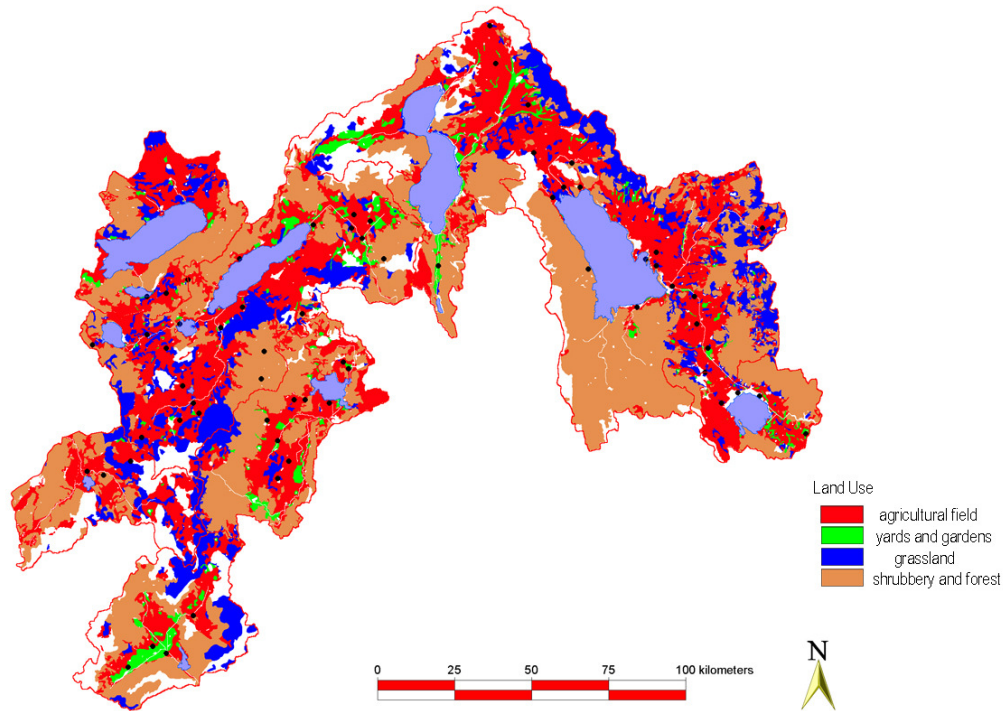 Land Use
agricultural field
yards and gardens
grassland
shrubbery and forest
N
0 25 50 75 100 kilometers